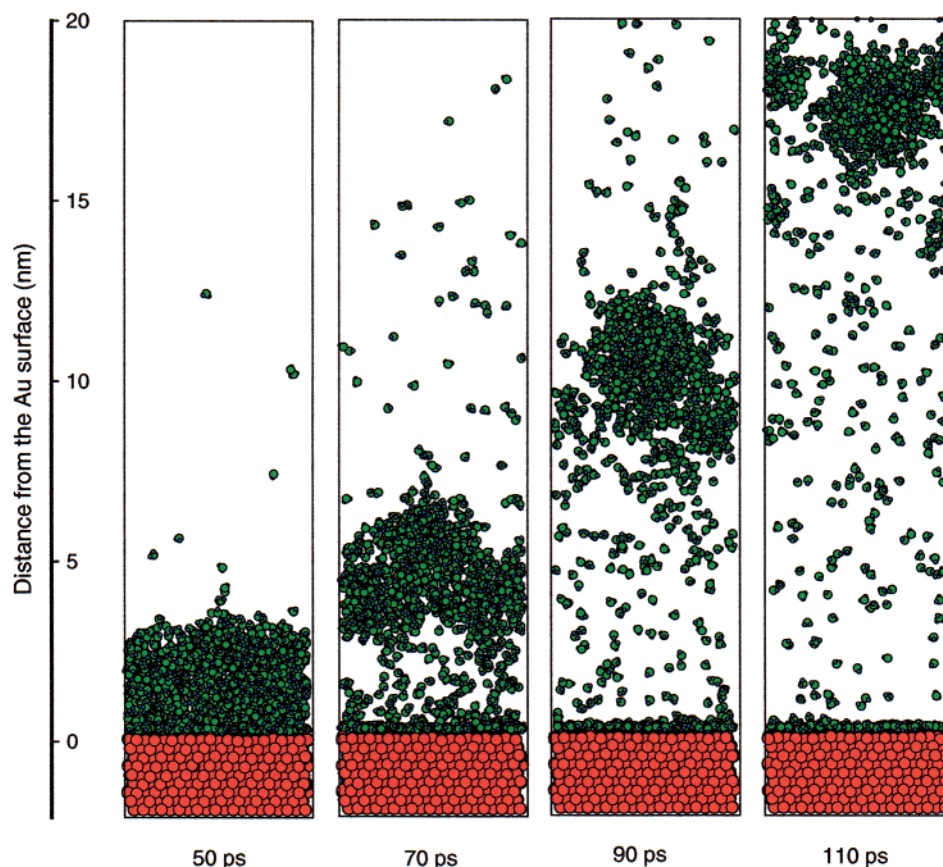 Distance from the Au surface (nm)
20
15
10
5
0
50 ps
70 ps
90 ps
110 ps